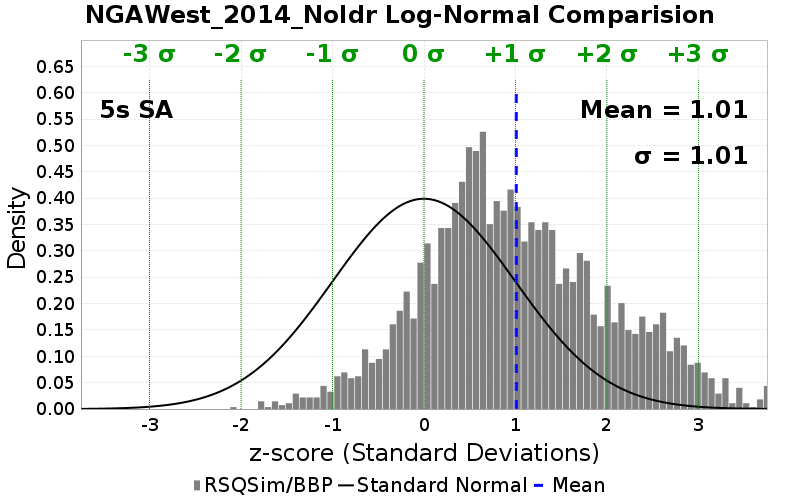 NGAWest_2014_NoIdr Log-Normal Comparision
-3 σ -2 σ -1 σ 0 σ +1 σ +2 σ +3 σ
5s SA
Mean = 1.01
σ = 1.01
Density
0.65
0.60
0.55
0.50
0.45
0.40
0.35
0.30
0.25
0.20
0.15
0.10
0.05
0.00
-3 -2 -1 0 1 2 3
z-score (Standard Deviations)
RSQSim/BBP Standard Normal Mean